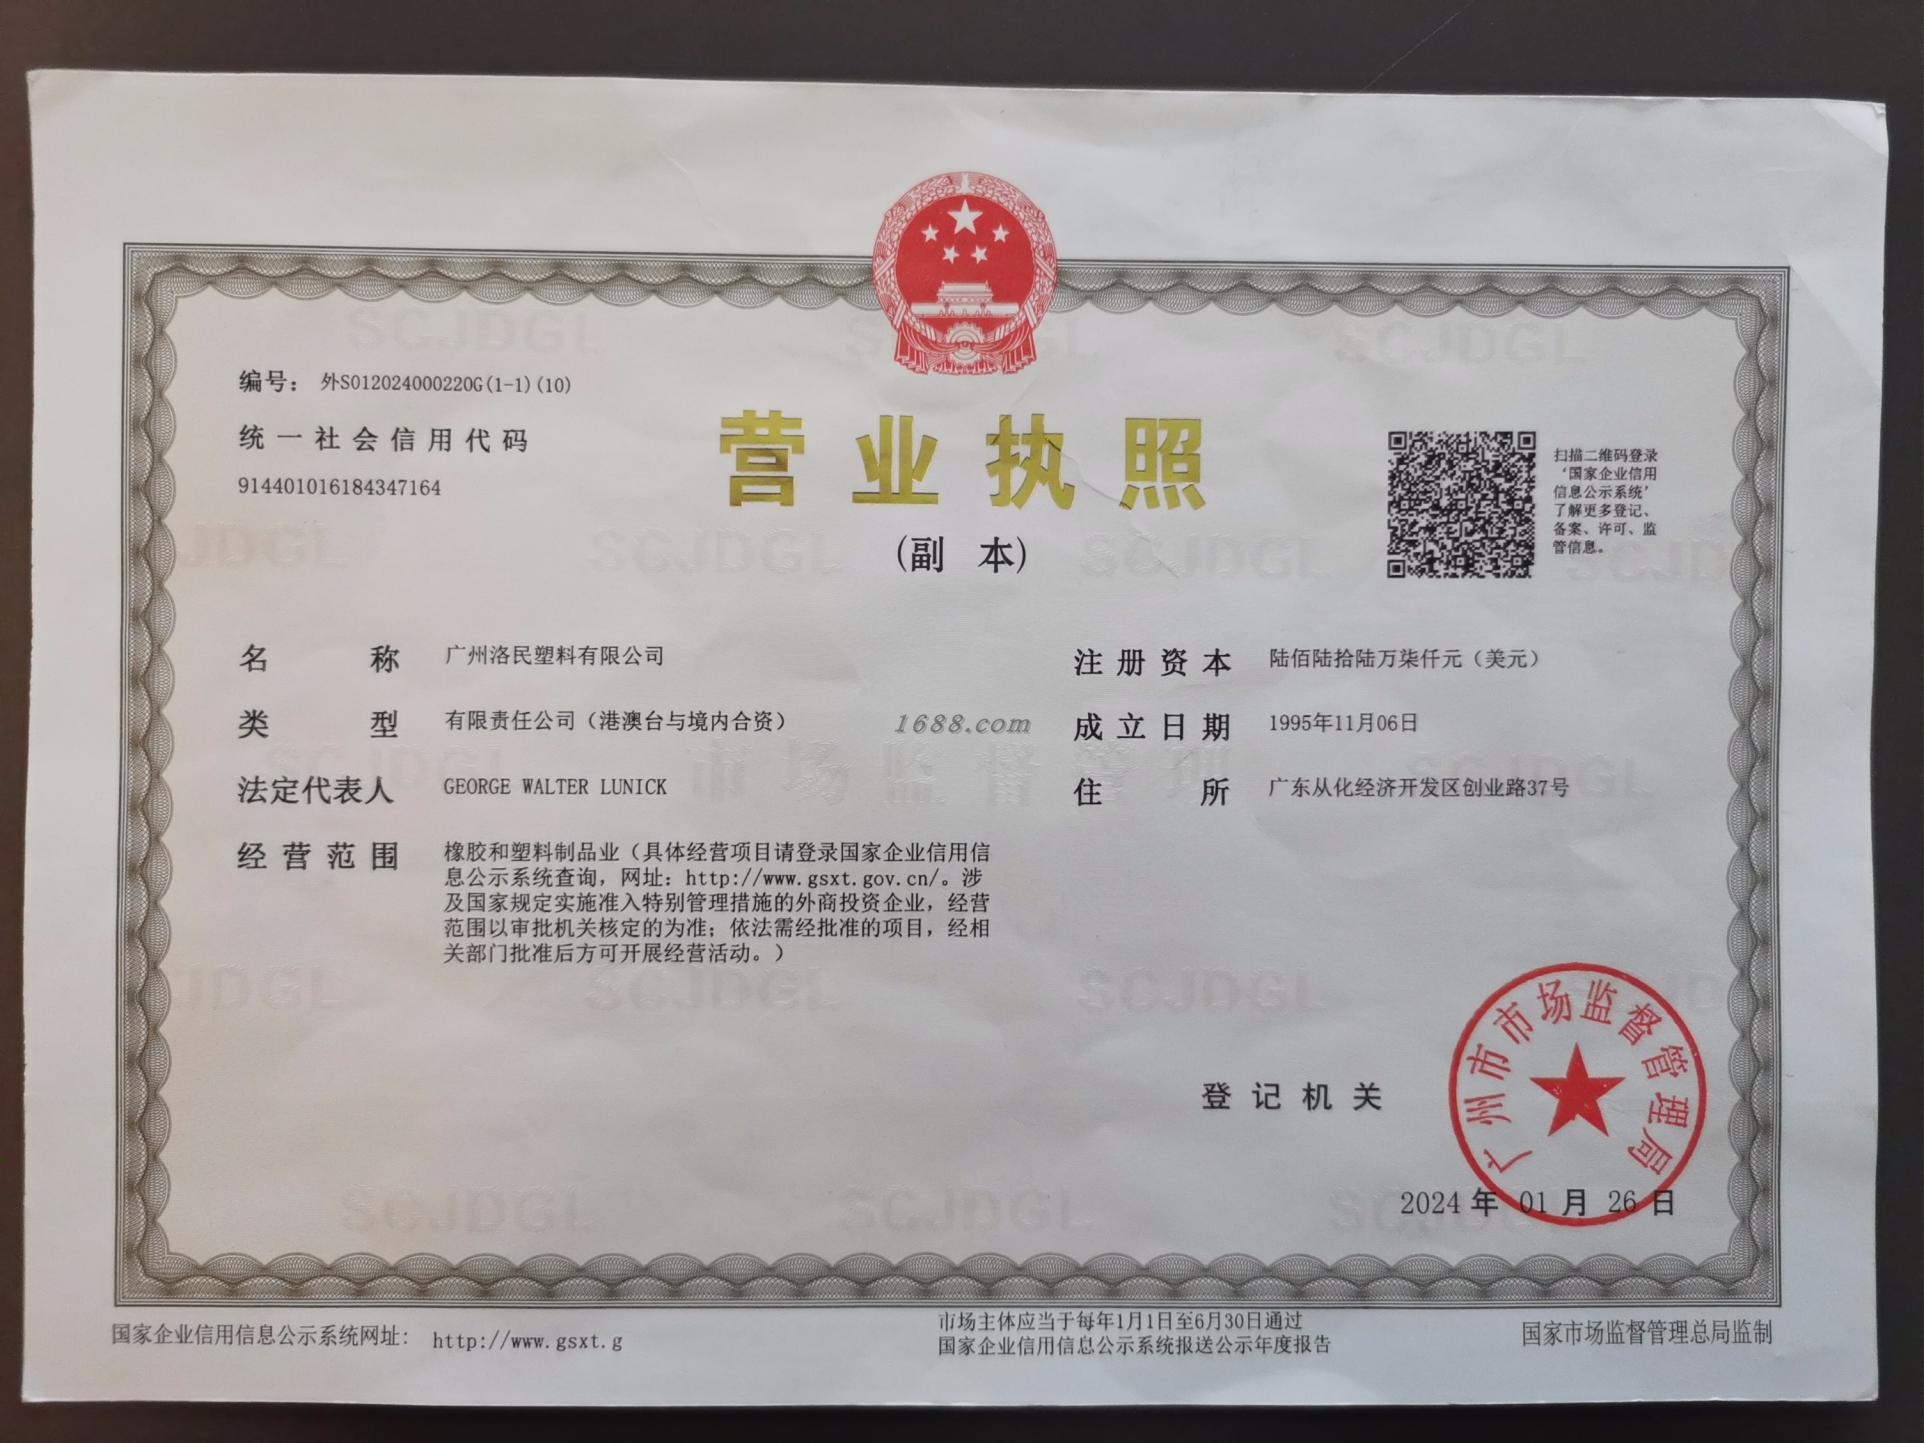 编号： 外S012024000220G(1-1)(10)
统一社会信用代码
914401016184347164
营业执照
(副 本)
扫描二维码登录
‘国家企业信用
信息公示系统’
了解更多登记、
备案、许可、监
管信息。
名 称 广州洛民塑料有限公司
类 型 有限责任公司（港澳台与境内合资）
法定代表人 GEORGE WALTER LUNICK
经营范围 橡胶和塑料制品业（具体经营项目请登录国家企业信用信
息公示系统查询，网址：http://www.gsxt.gov.cn/。涉
及国家规定实施准入特别管理措施的外商投资企业，经营
范围以审批机关核定的为准；依法需经批准的项目，经相
关部门批准后方可开展经营活动。）
1688.com
注册资本 陆佰陆拾陆万柒仟元（美元）
成立日期 1995年11月06日
住 所 广东从化经济开发区创业路37号
市场监督管理
SCJDGL
登记机关
广州市市场监督管理局
2024 年 01 月 26 日
国家企业信用信息公示系统网址： http://www.gsxt.g
市场主体应当于每年1月1日至6月30日通过
国家企业信用信息公示系统报送公示年度报告
国家市场监督管理总局监制